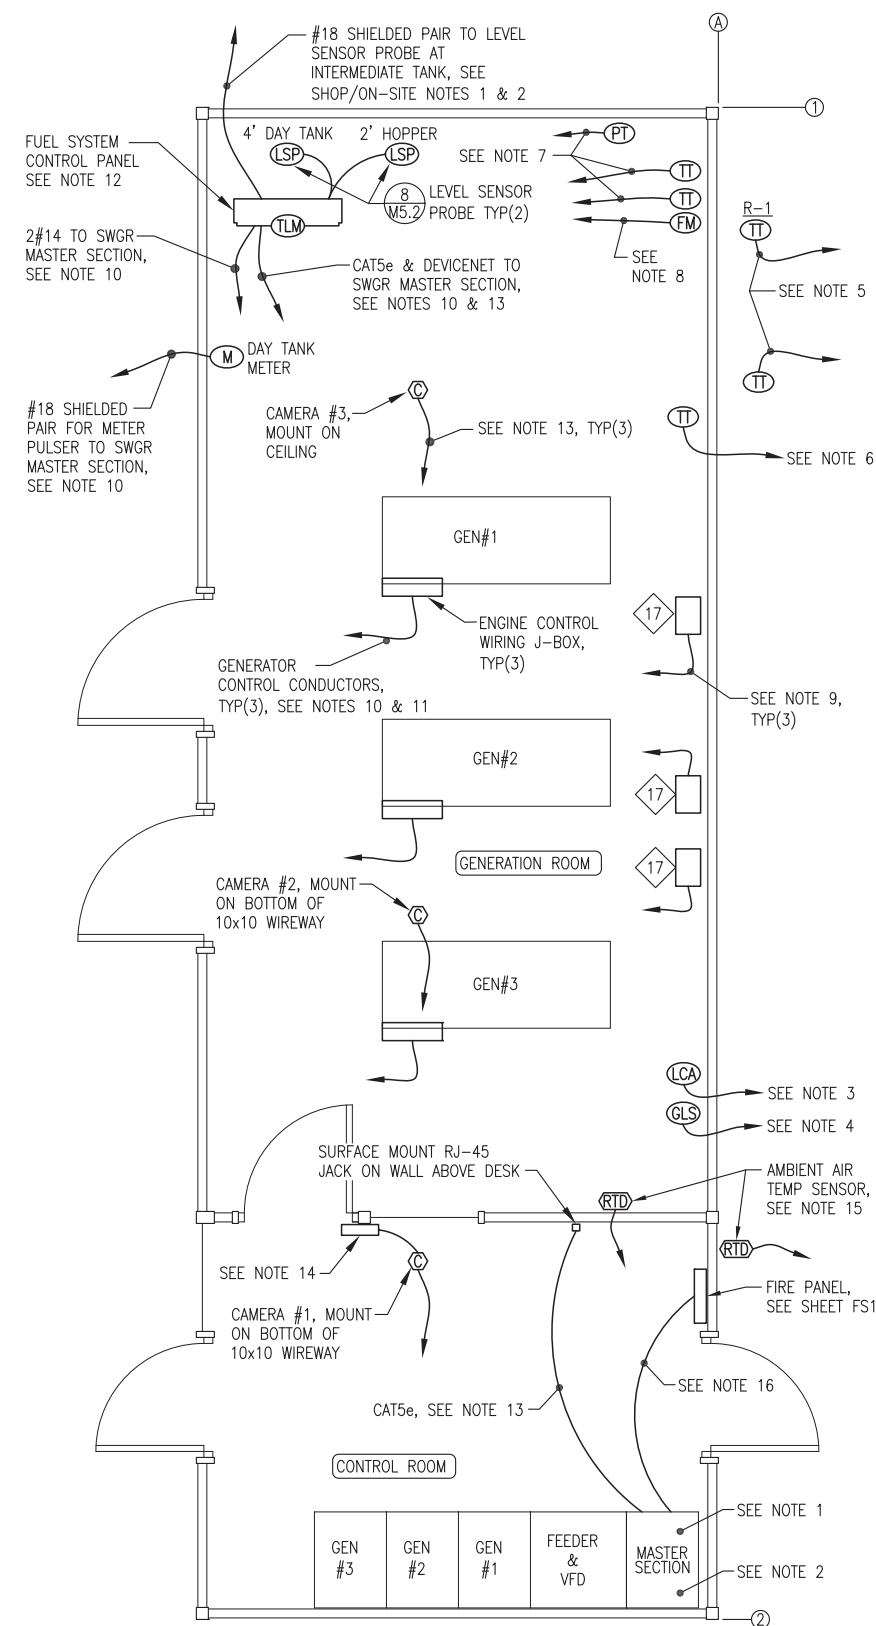 #18 SHIELDED PAIR TO LEVEL
SENSOR PROBE AT
INTERMEDIATE TANK, SEE
SHOP/ON-SITE NOTES 1 & 2
A
1
FUEL SYSTEM
CONTROL PANEL
SEE NOTE 12
4' DAY TANK
2' HOPPER
LSP
LSP
TLM
8
M5.2
LEVEL SENSOR
PROBE TYP(2)
SEE NOTE 7
PT
TT
TT
FM
SEE
NOTE 8
R-1
TT
SEE NOTE 5
TT
2#14 TO SWGR
MASTER SECTION,
SEE NOTE 10
CAT5e & DEVICENET TO
SWGR MASTER SECTION,
SEE NOTES 10 & 13
M
DAY TANK
METER
#18 SHIELDED
PAIR FOR METER
PULSER TO SWGR
MASTER SECTION,
SEE NOTE 10
C
CAMERA #3,
MOUNT ON
CEILING
SEE NOTE 13, TYP(3)
TT
SEE NOTE 6
GEN#1
ENGINE CONTROL
WIRING J-BOX,
TYP(3)
GENERATOR
CONTROL CONDUCTORS,
TYP(3), SEE NOTES 10 & 11
17
SEE NOTE 9,
TYP(3)
GEN#2
17
GENERATION ROOM
17
CAMERA #2, MOUNT
ON BOTTOM OF
10x10 WIREWAY
C
GEN#3
LCA
SEE NOTE 3
GLS
SEE NOTE 4
SURFACE MOUNT RJ-45
JACK ON WALL ABOVE DESK
RTD
AMBIENT AIR
TEMP SENSOR,
SEE NOTE 15
RTD
SEE NOTE 14
C
CAMERA #1, MOUNT
ON BOTTOM OF
10x10 WIREWAY
FIRE PANEL,
SEE SHEET FS1
SEE NOTE 16
CAT5e, SEE NOTE 13
CONTROL ROOM
SEE NOTE 1
GEN
#3
GEN
#2
GEN
#1
FEEDER
&
VFD
MASTER
SECTION
SEE NOTE 2
2